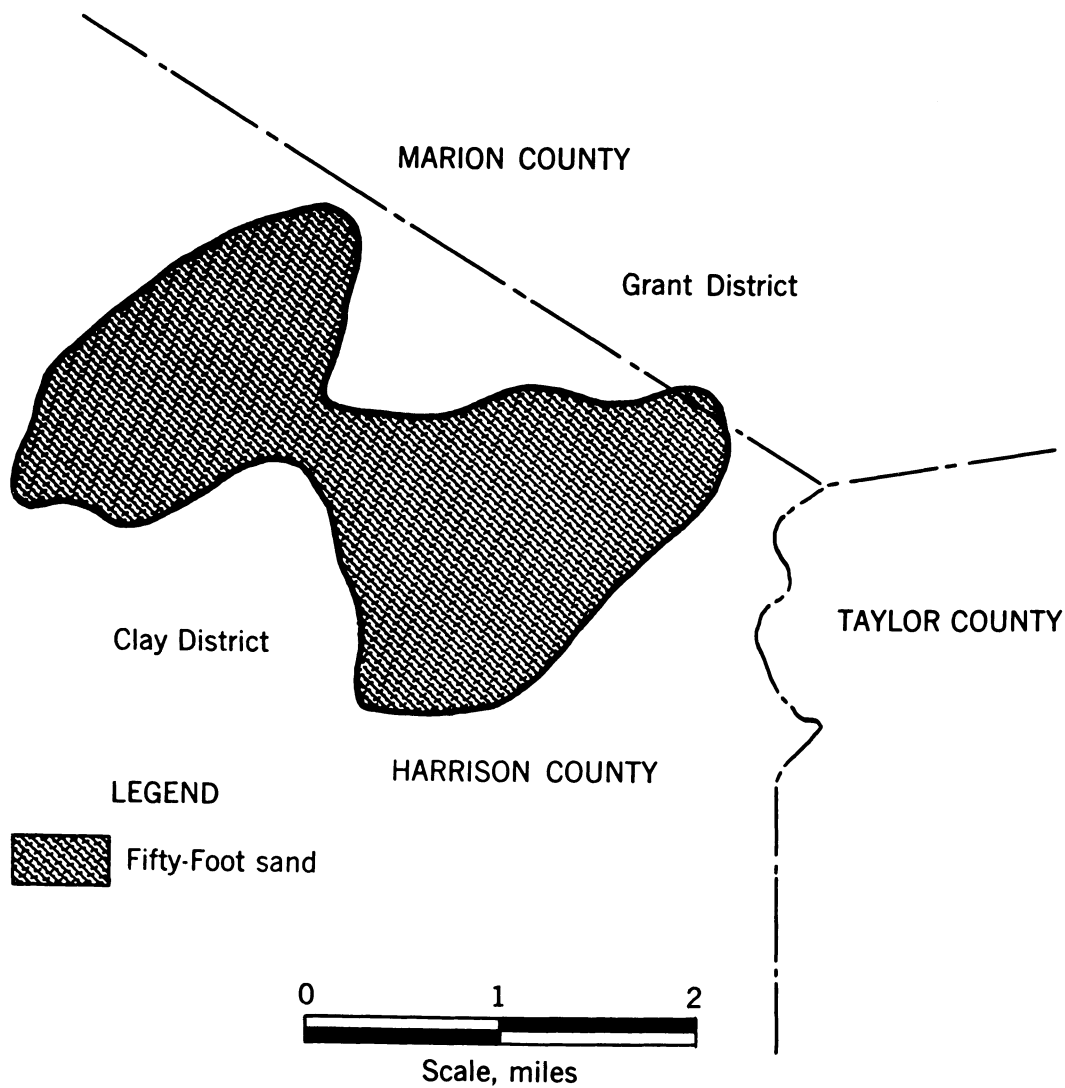 MARION COUNTY
Grant District
TAYLOR COUNTY
Clay District
HARRISON COUNTY
LEGEND
Fifty-Foot sand
0 1 2
Scale, miles